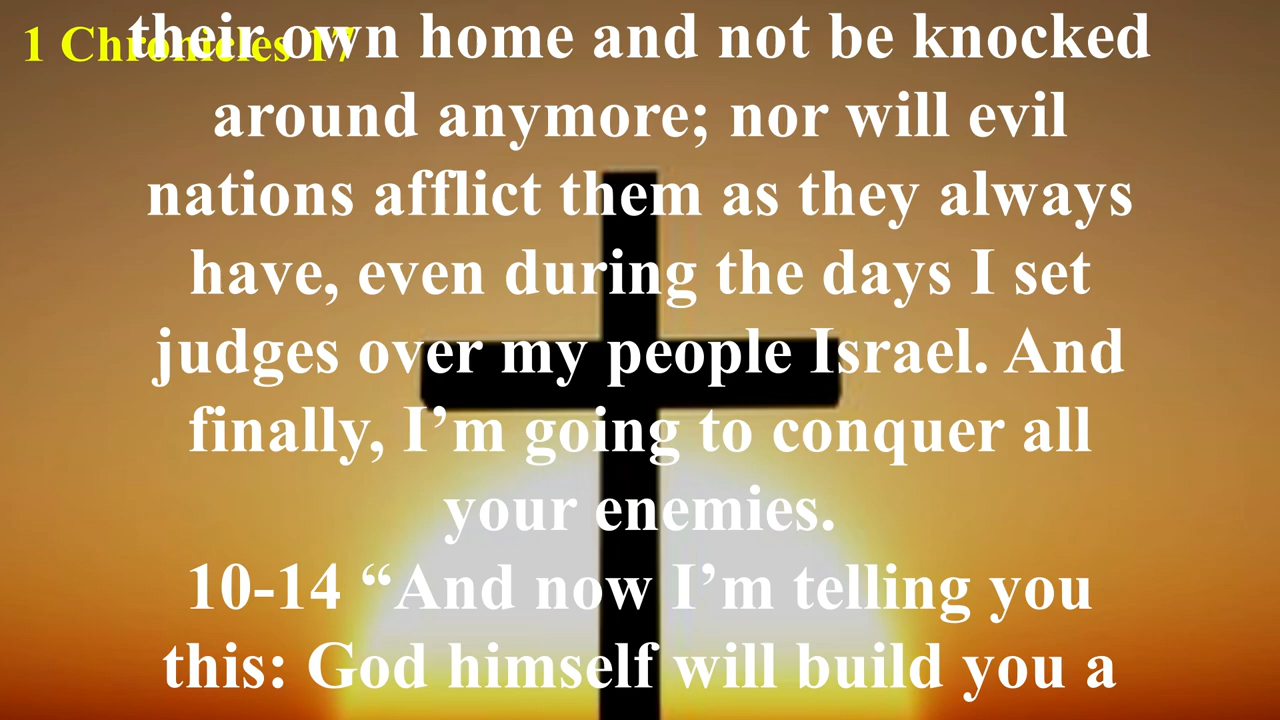 1 Chronicles 17
their own home and not be knocked
around anymore; nor will evil
nations afflict them as they always
have, even during the days I set
judges over my people Israel. And
finally, I’m going to conquer all
your enemies.
10-14 “And now I’m telling you
this: God himself will build you a